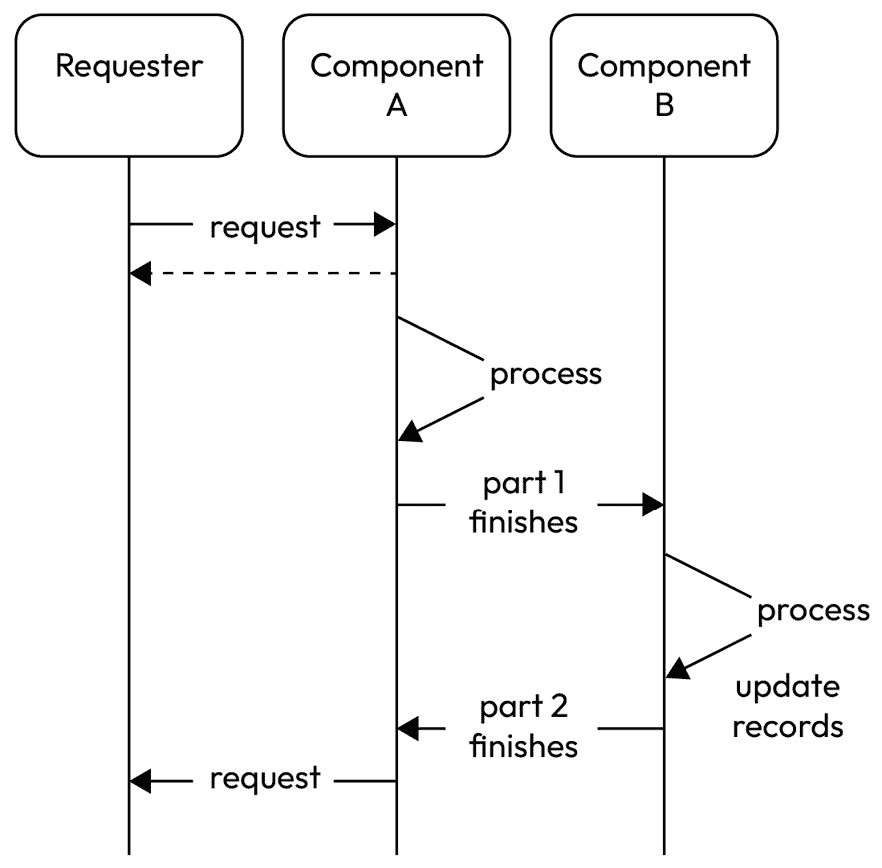 Requester
Component
A
Component
B
request
process
part 1
finishes
process
update
records
part 2
finishes
request